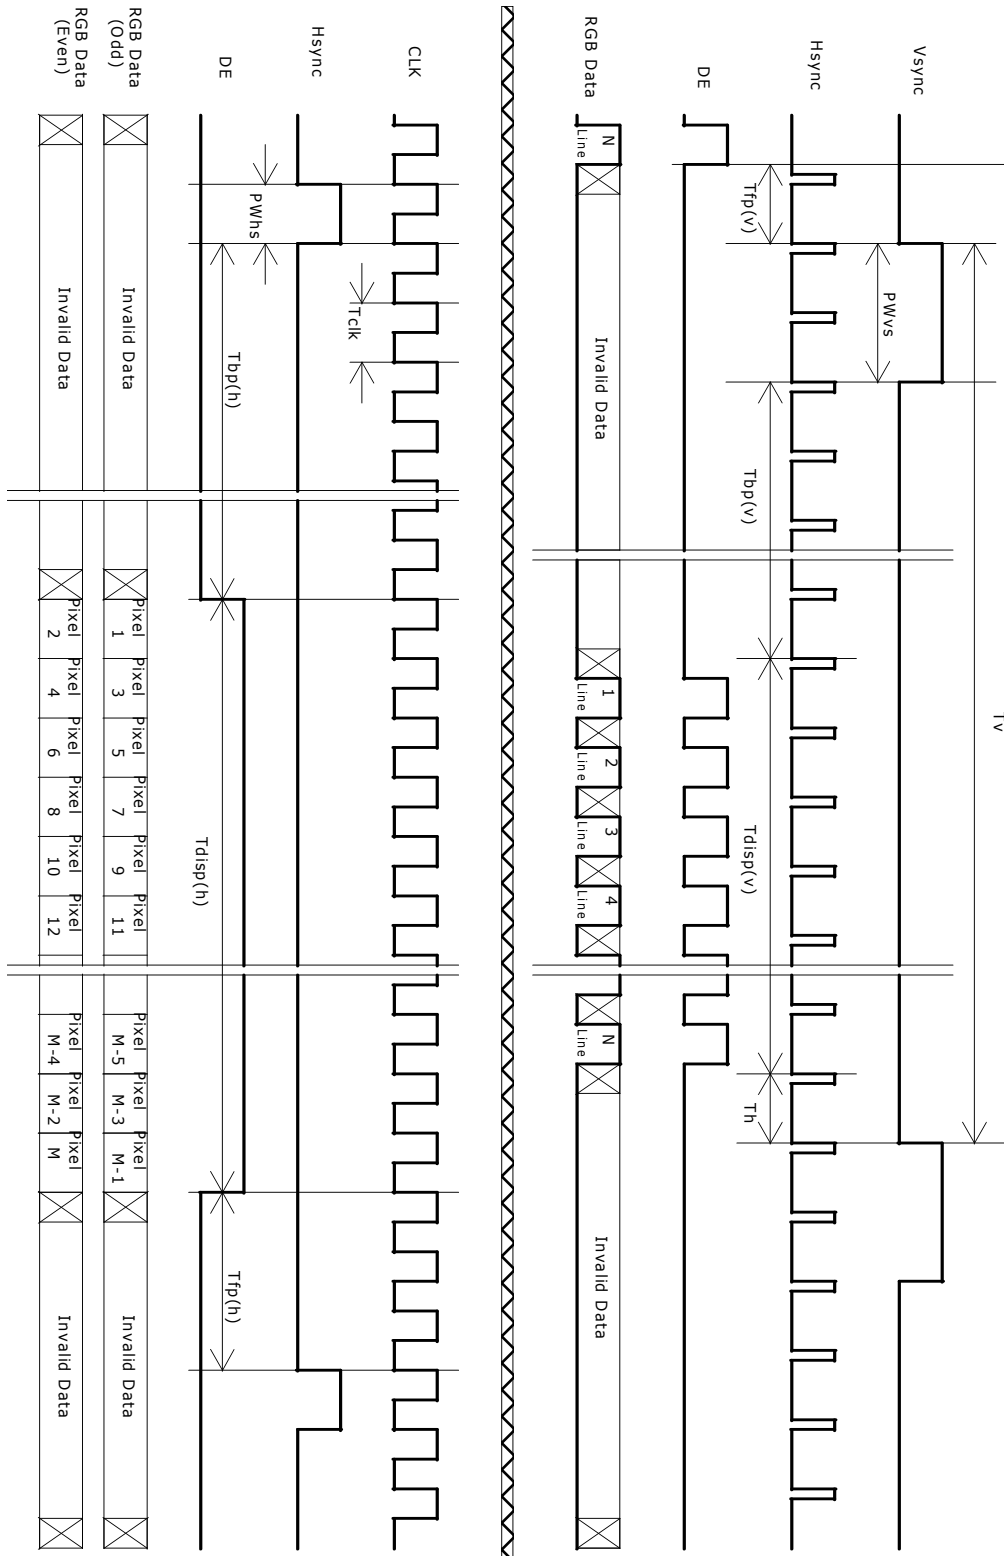 Vsync
Tv
PWvs
Hsync
Tfp(v)
Tbp(v)
Tdisp(v)
Th
DE
RGB Data
Line N
Invalid Data
Line 1
Line 2
Line 3
Line 4
Line N
Invalid Data
CLK
Tclk
Hsync
PWhs
DE
Tbp(h)
Tdisp(h)
Tfp(h)
RGB Data
(Odd)
Invalid Data
Pixel Pixel Pixel Pixel Pixel Pixel Pixel Pixel Pixel
1 3 5 7 9 11 M-5 M-3 M-1
Invalid Data
RGB Data
(Even)
Invalid Data
Pixel Pixel Pixel Pixel Pixel Pixel Pixel Pixel Pixel
2 4 6 8 10 12 M-4 M-2 M
Invalid Data